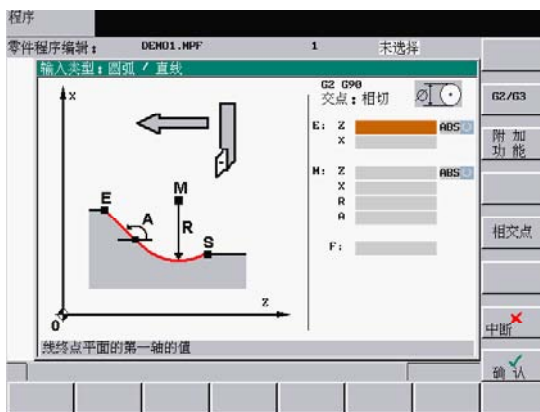 程序
零件程序编辑： DEMO1.MPF 1 未选择
输入类型：圆弧 / 直线
G2 G90
交点：相切
X
E: Z ABS
X
M: Z ABS
X
R
A
F:
E
A
M
R
S
Z
0
线终点平面的第一轴的值
G2/G3
附 加
功 能
相交点
中断
确 认